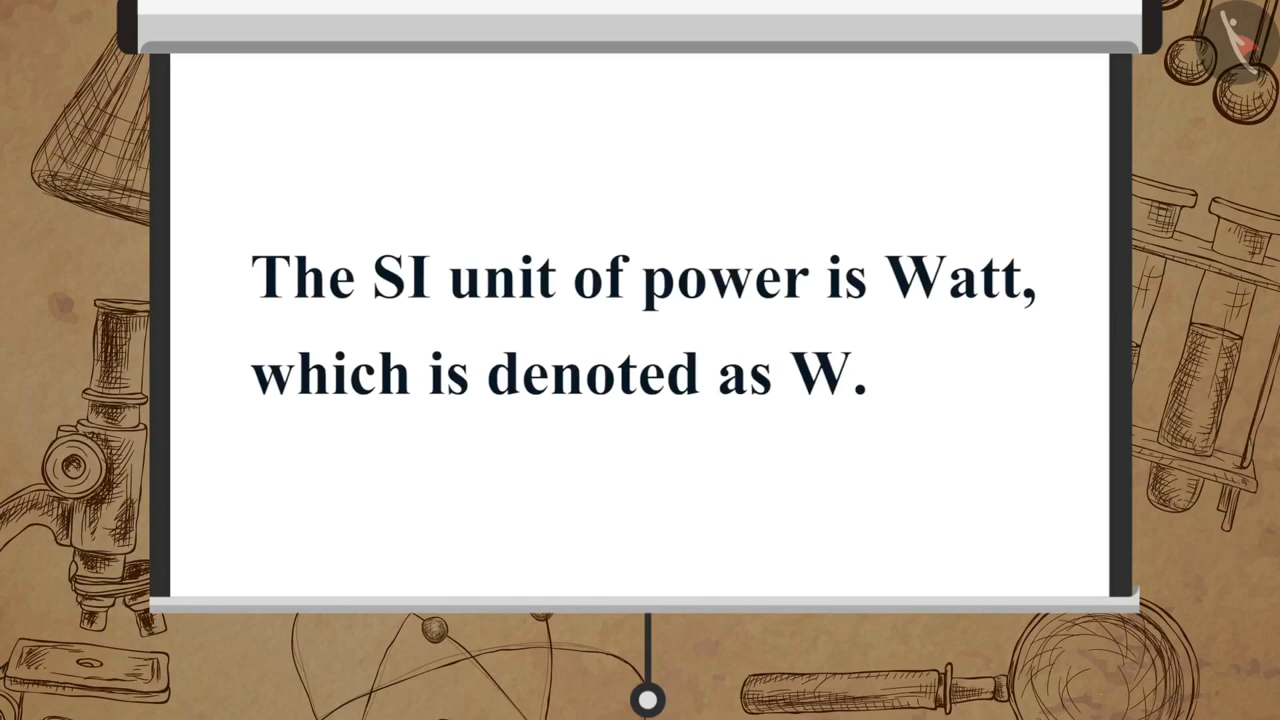 The SI unit of power is Watt,
which is denoted as W.